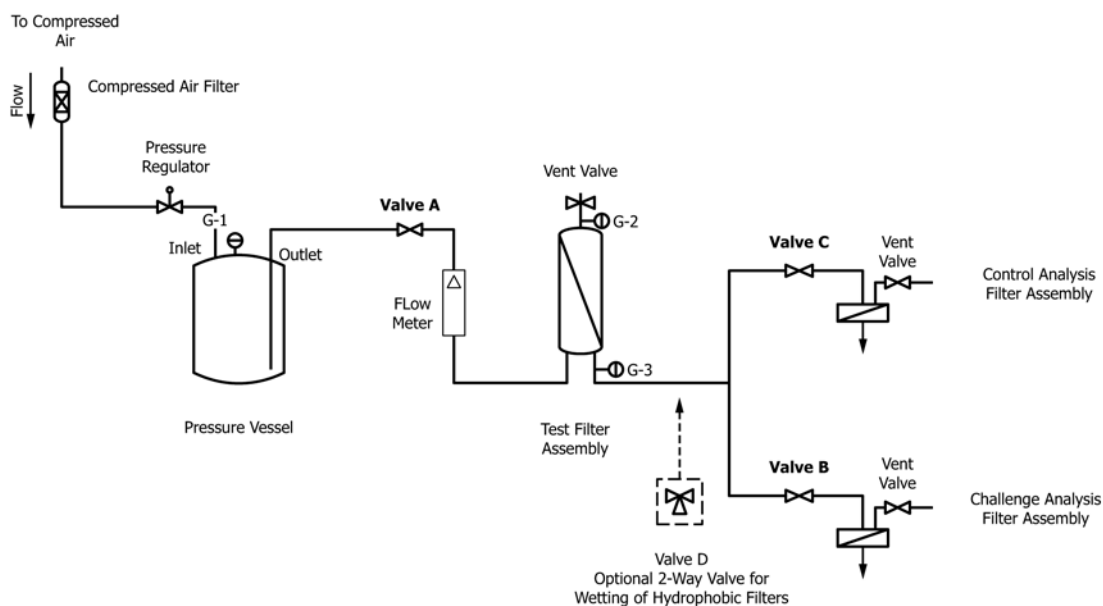 To Compressed
Air
Flow
Compressed Air Filter
Pressure
Regulator
G-1
Inlet
Outlet
Pressure Vessel
Valve A
FLow
Meter
Vent Valve
G-2
G-3
Test Filter
Assembly
Valve C
Vent
Valve
Control Analysis
Filter Assembly
Valve B
Vent
Valve
Challenge Analysis
Filter Assembly
Valve D
Optional 2-Way Valve for
Wetting of Hydrophobic Filters